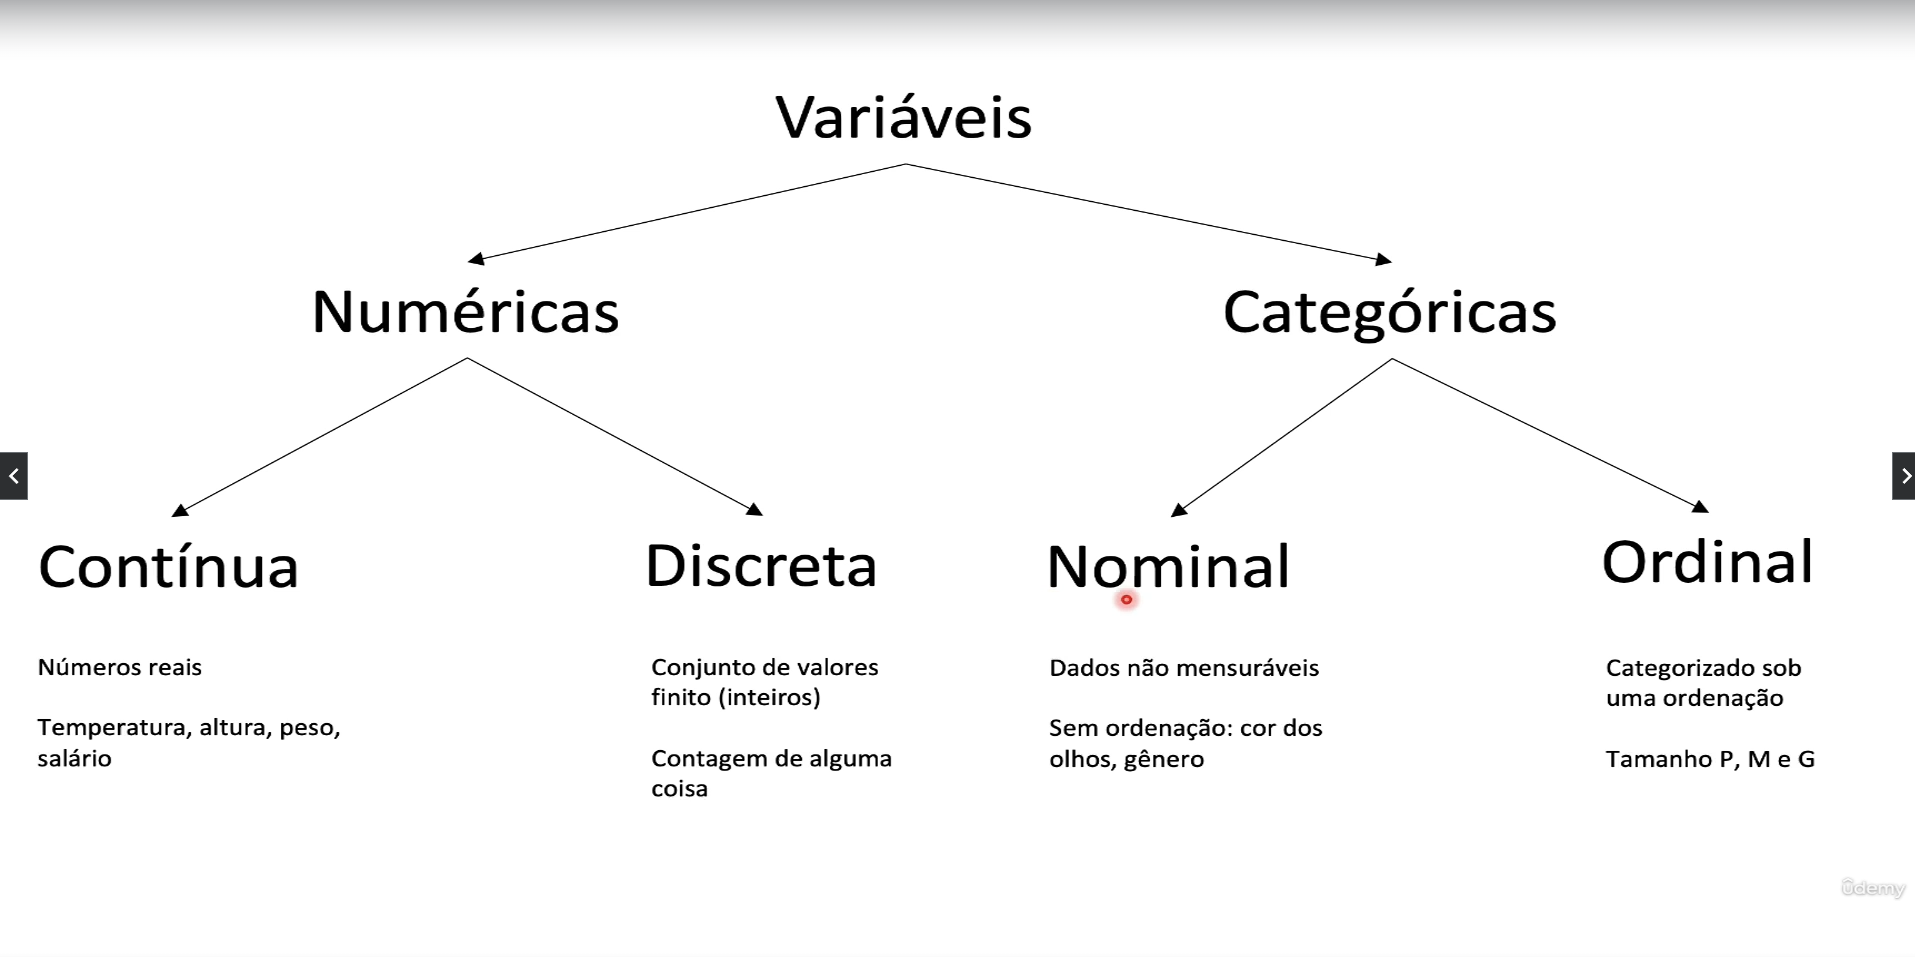 Variáveis
Numéricas
Categóricas
Contínua
Discreta
Nominal
Ordinal
Números reais
Temperatura, altura, peso,
salário
Conjunto de valores
finito (inteiros)
Contagem de alguma
coisa
Dados não mensuráveis
Sem ordenação: cor dos
olhos, gênero
Categorizado sob
uma ordenação
Tamanho P, M e G
ûdemy